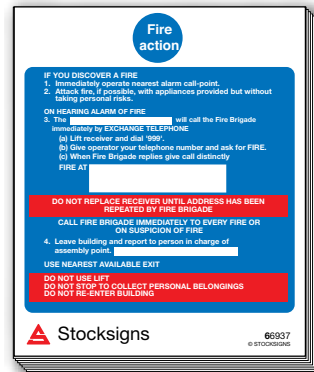 Fire
action
IF YOU DISCOVER A FIRE
1. Immediately operate nearest alarm call-point.
2. Attack fire, if possible, with appliances provided but without
taking personal risks.
ON HEARING ALARM OF FIRE
3. The will call the Fire Brigade
immediately by EXCHANGE TELEPHONE
(a) Lift receiver and dial ‘999’.
(b) Give operator your telephone number and ask for FIRE.
(c) When Fire Brigade replies give call distinctly
FIRE AT
DO NOT REPLACE RECEIVER UNTIL ADDRESS HAS BEEN
REPEATED BY FIRE BRIGADE
CALL FIRE BRIGADE IMMEDIATELY TO EVERY FIRE OR
ON SUSPICION OF FIRE
4. Leave building and report to person in charge of
assembly point.
USE NEAREST AVAILABLE EXIT
DO NOT USE LIFT
DO NOT STOP TO COLLECT PERSONAL BELONGINGS
DO NOT RE-ENTER BUILDING
Stocksigns
66937
© STOCKSIGNS